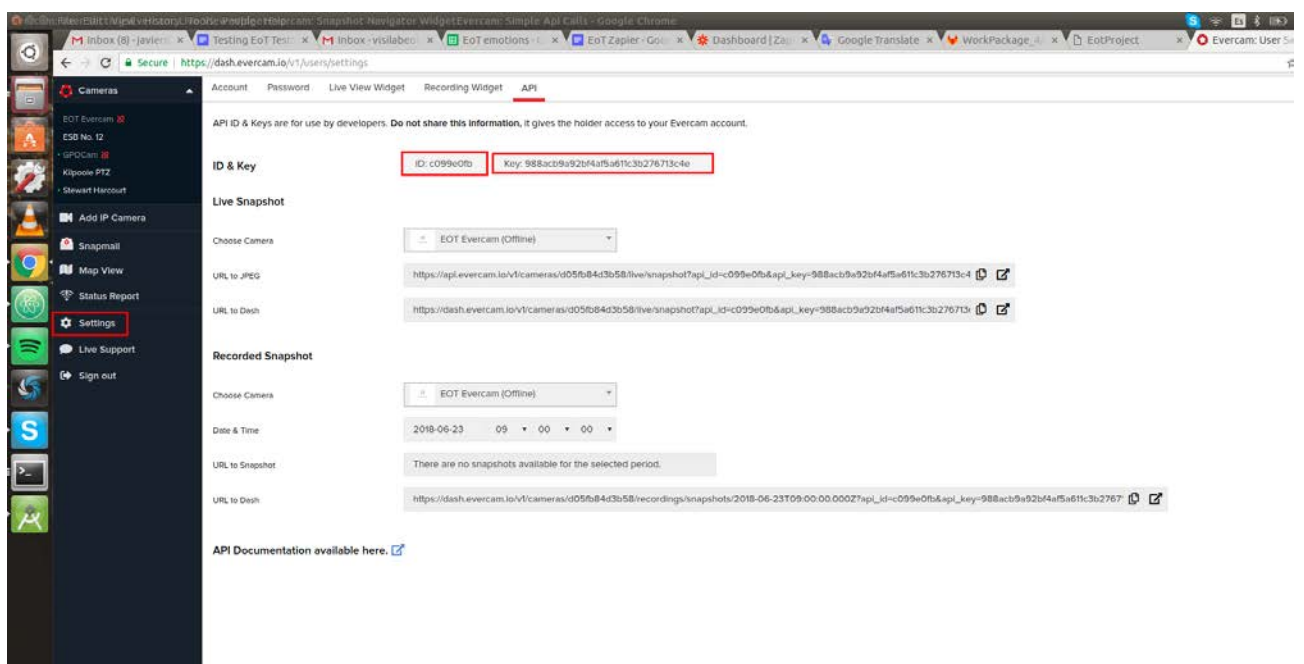 Secure https://dash.evercam.io/v1/users/settings
Testing EoT Test
EoT emotions
EoT Zapier - Goo
Dashboard | Zap
Google Translate
WorkPackage_4
EotProject
Evercam: User Se
Cameras
EOT Evercam
ESB No. 12
GPOCam
Kilpoole PTZ
Stewart Harcourt
Add IP Camera
Snapmail
Map View
Status Report
Settings
Live Support
Sign out
Account Password Live View Widget Recording Widget API
API ID & Keys are for use by developers. Do not share this information, it gives the holder access to your Evercam account.
ID & Key ID: c099e0fb Key: 988acb9a92bf4af5a611c3b276713c4e
Live Snapshot
Choose Camera EOT Evercam (Offline)
URL to JPEG https://api.evercam.io/v1/cameras/d05fb84d3b58/live/snapshot?api_id=c099e0fb&api_key=988acb9a92bf4af5a611c3b276713c4
URL to Dash https://dash.evercam.io/v1/cameras/d05fb84d3b58/live/snapshot?api_id=c099e0fb&api_key=988acb9a92bf4af5a611c3b276713
Recorded Snapshot
Choose Camera EOT Evercam (Offline)
Date & Time 2018-06-23 09 00 00
URL to Snapshot There are no snapshots available for the selected period.
URL to Dash https://dash.evercam.io/v1/cameras/d05fb84d3b58/recordings/snapshots/2018-06-23T09:00:00.000Z?api_id=c099e0fb&api_key=988acb9a92bf4af5a611c3b2767
API Documentation available here.